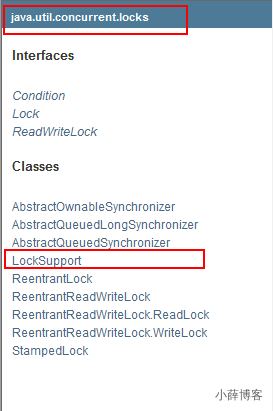 java.util.concurrent.locks
Interfaces
Condition
Lock
ReadWriteLock
Classes
AbstractOwnableSynchronizer
AbstractQueuedLongSynchronizer
AbstractQueuedSynchronizer
LockSupport
ReentrantLock
ReentrantReadWriteLock
ReentrantReadWriteLock.ReadLock
ReentrantReadWriteLock.WriteLock
StampedLock
小薛博客